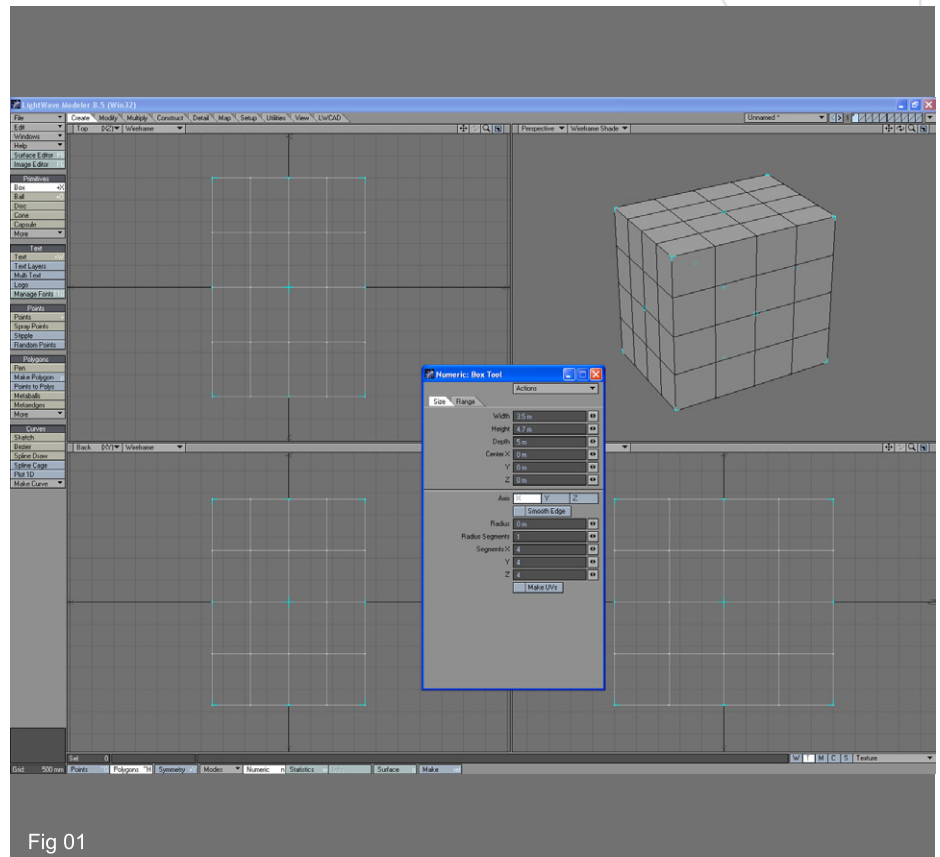 LightWave Modeler 8.5 (Win32)
File Create Modify Multiply Construct Detail Map Setup Utilities View LWCAD Unnamed *
Edit
Windows
Help
Surface Editor
Image Editor
Primitives
Box +X
Ball
Disc
Cone
Capsule
More
Text
Text
Text Layers
Multi Text
Logo
Manage Fonts
Points
Points
Spray Points
Stipple
Random Points
Polygons
Pen
Make Polygon
Points to Polys
Metaballs
Metaedges
More
Curves
Sketch
Bezier
Spline Draw
Spline Cage
Plot 1D
Make Curve
Top (XZ) Wireframe
Perspective Wireframe Shade
Back (XY) Wireframe
Numeric: Box Tool
Actions
Size Range
Width 3.5 m
Height 4.7 m
Depth 5 m
Center X 0 m
Y 0 m
Z 0 m
Axis X Y Z
Smooth Edge
Radius 0 m
Radius Segments 1
Segments X 4
Y 4
Z 4
Make UVs
Sel: 0
W T M C S Texture
Grid: 500 mm Points Polygons ^H Symmetry Modes Numeric n Statistics Surface Make
Fig 01